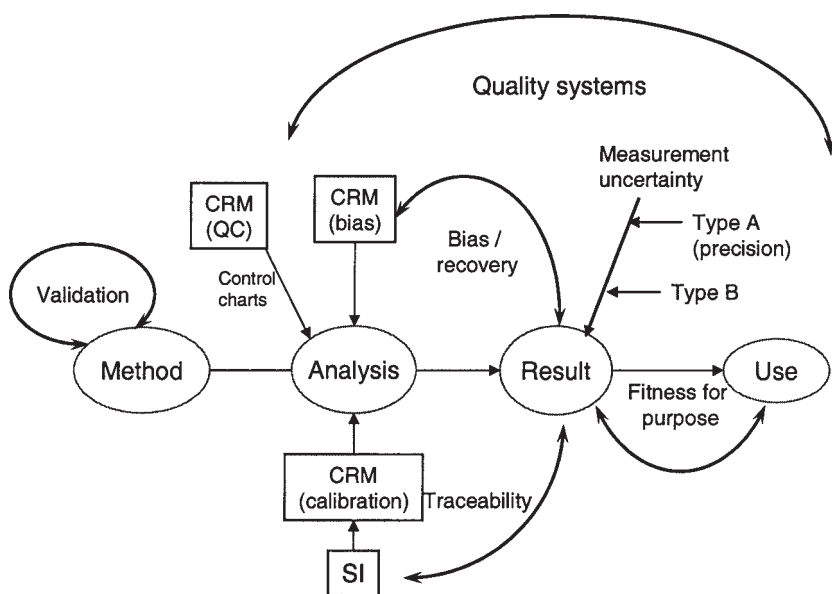 Quality systems
Measurement
uncertainty
CRM
(QC)
CRM
(bias)
Type A
(precision)
Bias /
recovery
Control
charts
Validation
Type B
Method
Analysis
Result
Use
Fitness for
purpose
CRM
(calibration)
Traceability
SI